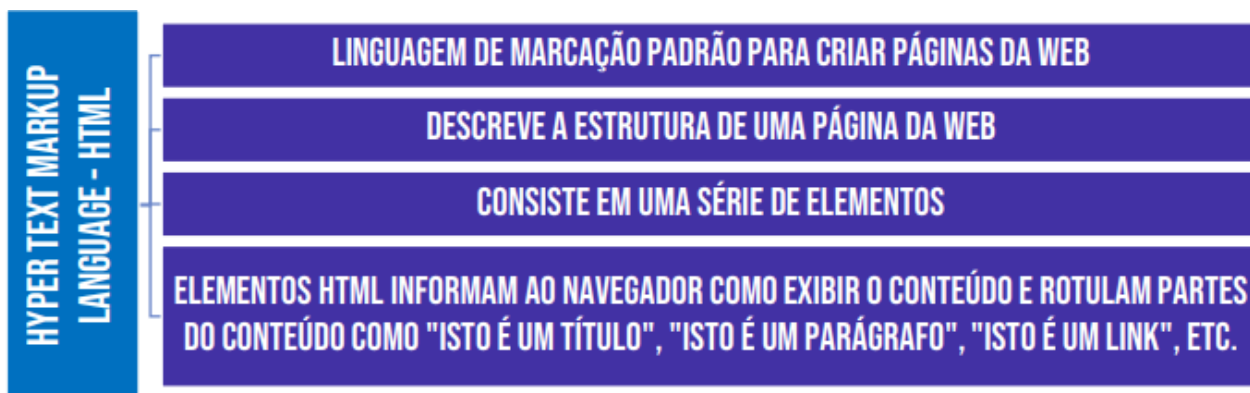 HYPER TEXT MARKUP
LANGUAGE - HTML
LINGUAGEM DE MARCAÇÃO PADRÃO PARA CRIAR PÁGINAS DA WEB
DESCREVE A ESTRUTURA DE UMA PÁGINA DA WEB
CONSISTE EM UMA SÉRIE DE ELEMENTOS
ELEMENTOS HTML INFORMAM AO NAVEGADOR COMO EXIBIR O CONTEÚDO E ROTULAM PARTES
DO CONTEÚDO COMO "ISTO É UM TÍTULO", "ISTO É UM PARÁGRAFO", "ISTO É UM LINK", ETC.